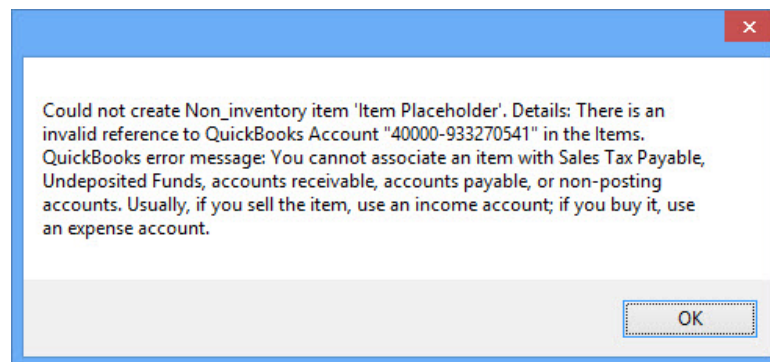 Could not create Non_inventory item 'Item Placeholder'. Details: There is an
invalid reference to QuickBooks Account "40000-933270541" in the Items.
QuickBooks error message: You cannot associate an item with Sales Tax Payable,
Undeposited Funds, accounts receivable, accounts payable, or non-posting
accounts. Usually, if you sell the item, use an income account; if you buy it, use
an expense account.
OK